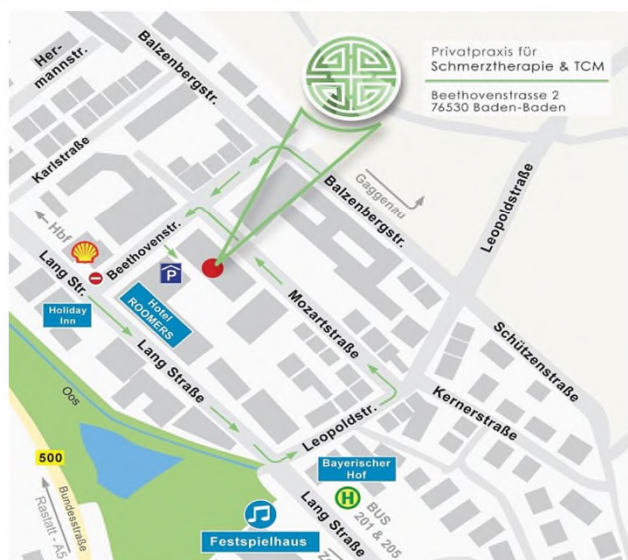 Privatpraxis für
Schmerztherapie & TCM
Beethovenstrasse 2
76530 Baden-Baden
Her-
mannstr.
Balzenbergstr.
Karlstraße
Gaggenau
Balzenbergstr.
Leopoldstraße
Hbf
Beethovenstr.
P
Lang Str.
Holiday
Inn
Hotel
ROOMERS
Mozartstraße
Lang Straße
Schützenstraße
Kernerstraße
Leopoldstr.
Oos
500
Bundesstraße
Rastatt - A5
Bayerischer
Hof
H
BUS
201 & 205
Lang Straße
Festspielhaus